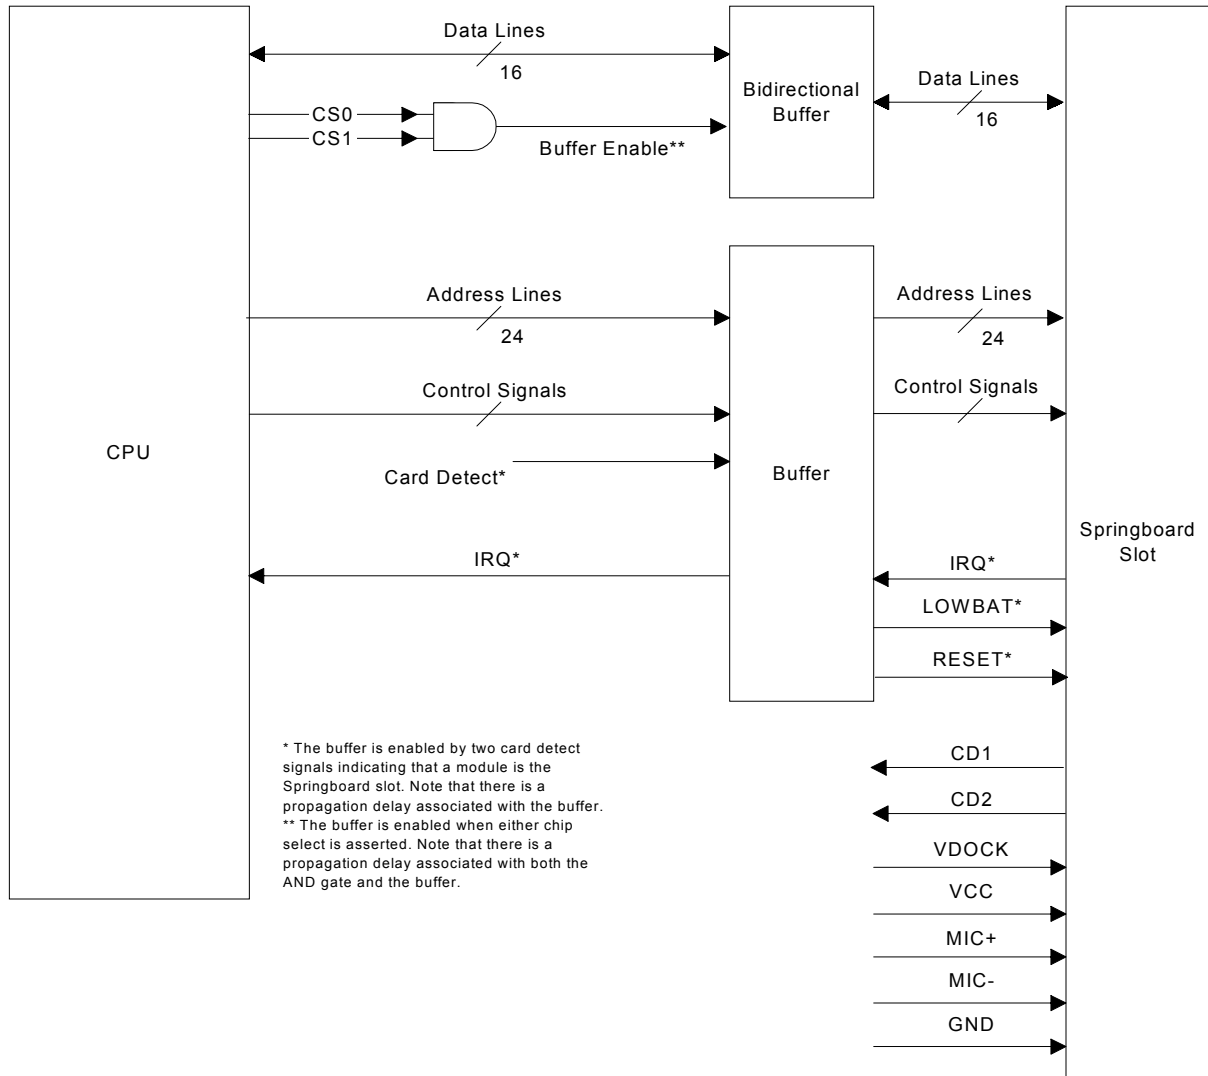 Data Lines
16
CS0
CS1
Buffer Enable**
Bidirectional
Buffer
Data Lines
16
Address Lines
24
Address Lines
24
Control Signals
Control Signals
CPU
Card Detect*
Buffer
Springboard
Slot
IRQ*
IRQ*
LOWBAT*
RESET*
* The buffer is enabled by two card detect
signals indicating that a module is the
Springboard slot. Note that there is a
propagation delay associated with the buffer.
** The buffer is enabled when either chip
select is asserted. Note that there is a
propagation delay associated with both the
AND gate and the buffer.
CD1
CD2
VDOCK
VCC
MIC+
MIC-
GND